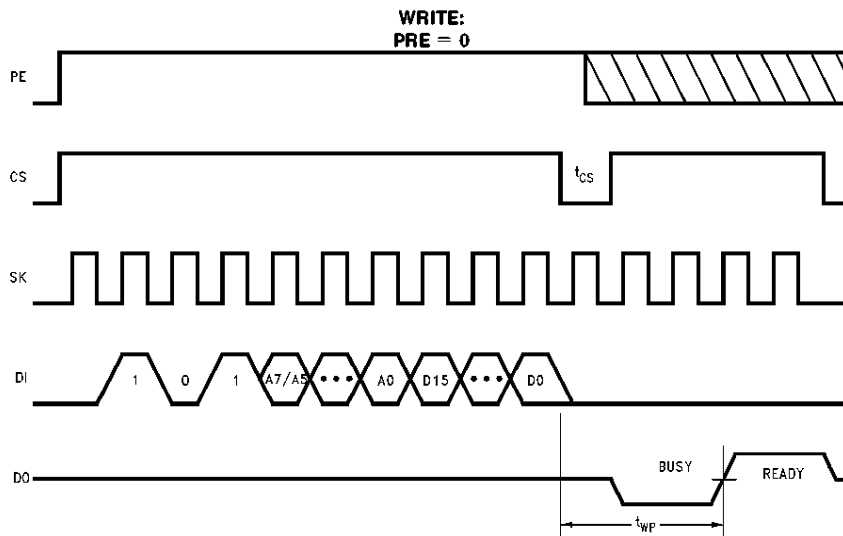 WRITE:
PRE = 0
PE
CS
tCS
SK
DI
1 0 1 A7/A5 ••• A0 D15 ••• D0
DO
BUSY
READY
tWP